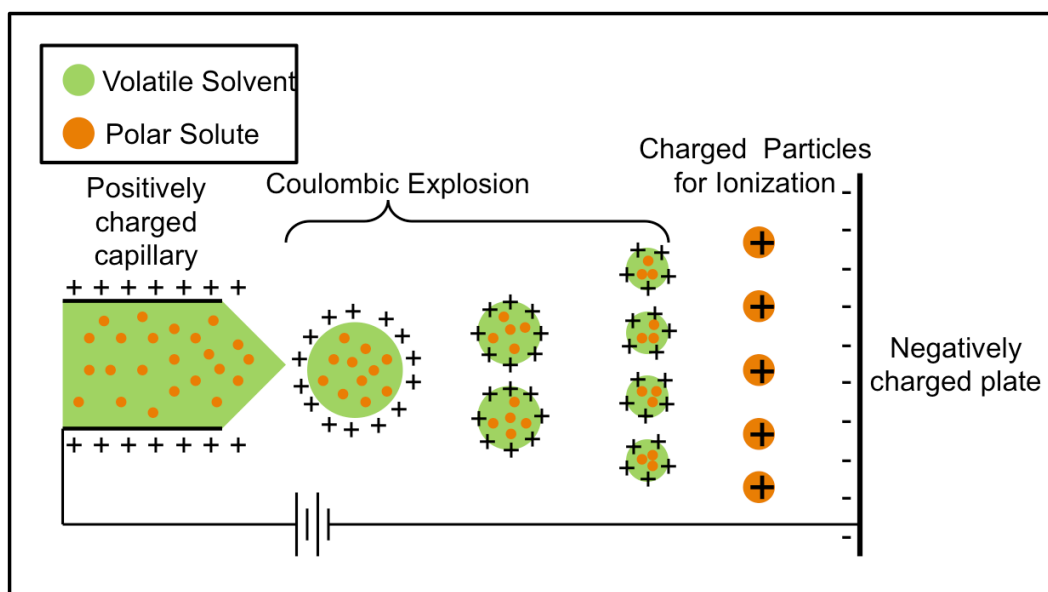 Volatile Solvent
Polar Solute
Positively
charged
capillary
Coulombic Explosion
Charged Particles
for Ionization
Negatively
charged plate
+ + + + + + +
+ + + + + + +